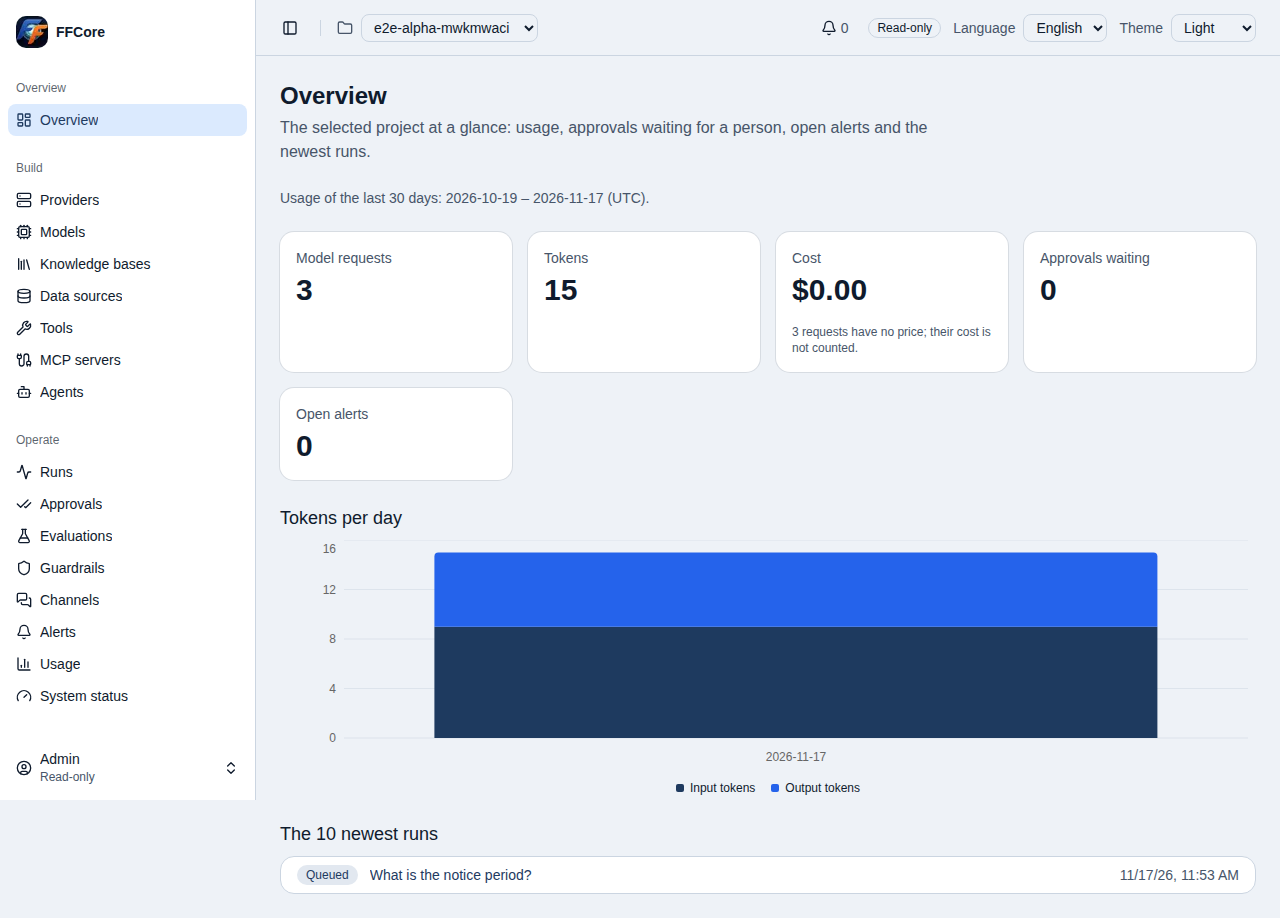 FFCore
e2e-alpha-mwkmwaci
0
Read-only
Language
English
Theme
Light
Overview
Overview
Build
Providers
Models
Knowledge bases
Data sources
Tools
MCP servers
Agents
Operate
Runs
Approvals
Evaluations
Guardrails
Channels
Alerts
Usage
System status
Admin
Read-only
Overview
The selected project at a glance: usage, approvals waiting for a person, open alerts and the
newest runs.
Usage of the last 30 days: 2026-10-19 – 2026-11-17 (UTC).
Model requests
3
Tokens
15
Cost
$0.00
3 requests have no price; their cost is
not counted.
Approvals waiting
0
Open alerts
0
Tokens per day
16
12
8
4
0
2026-11-17
Input tokens
Output tokens
The 10 newest runs
Queued What is the notice period? 11/17/26, 11:53 AM